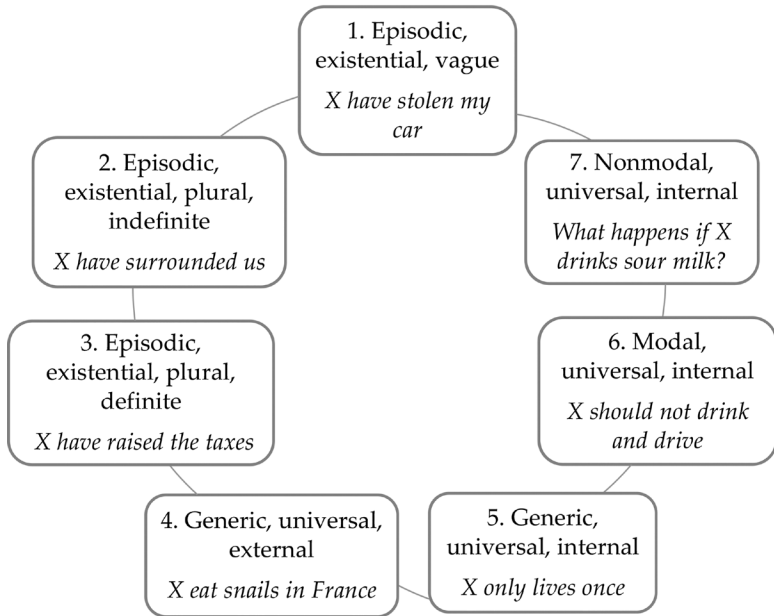 1. Episodic,
existential, vague
X have stolen my
car
2. Episodic,
existential, plural,
indefinite
X have surrounded us
3. Episodic,
existential, plural,
definite
X have raised the taxes
4. Generic, universal,
external
X eat snails in France
5. Generic,
universal, internal
X only lives once
6. Modal,
universal, internal
X should not drink
and drive
7. Nonmodal,
universal, internal
What happens if X
drinks sour milk?